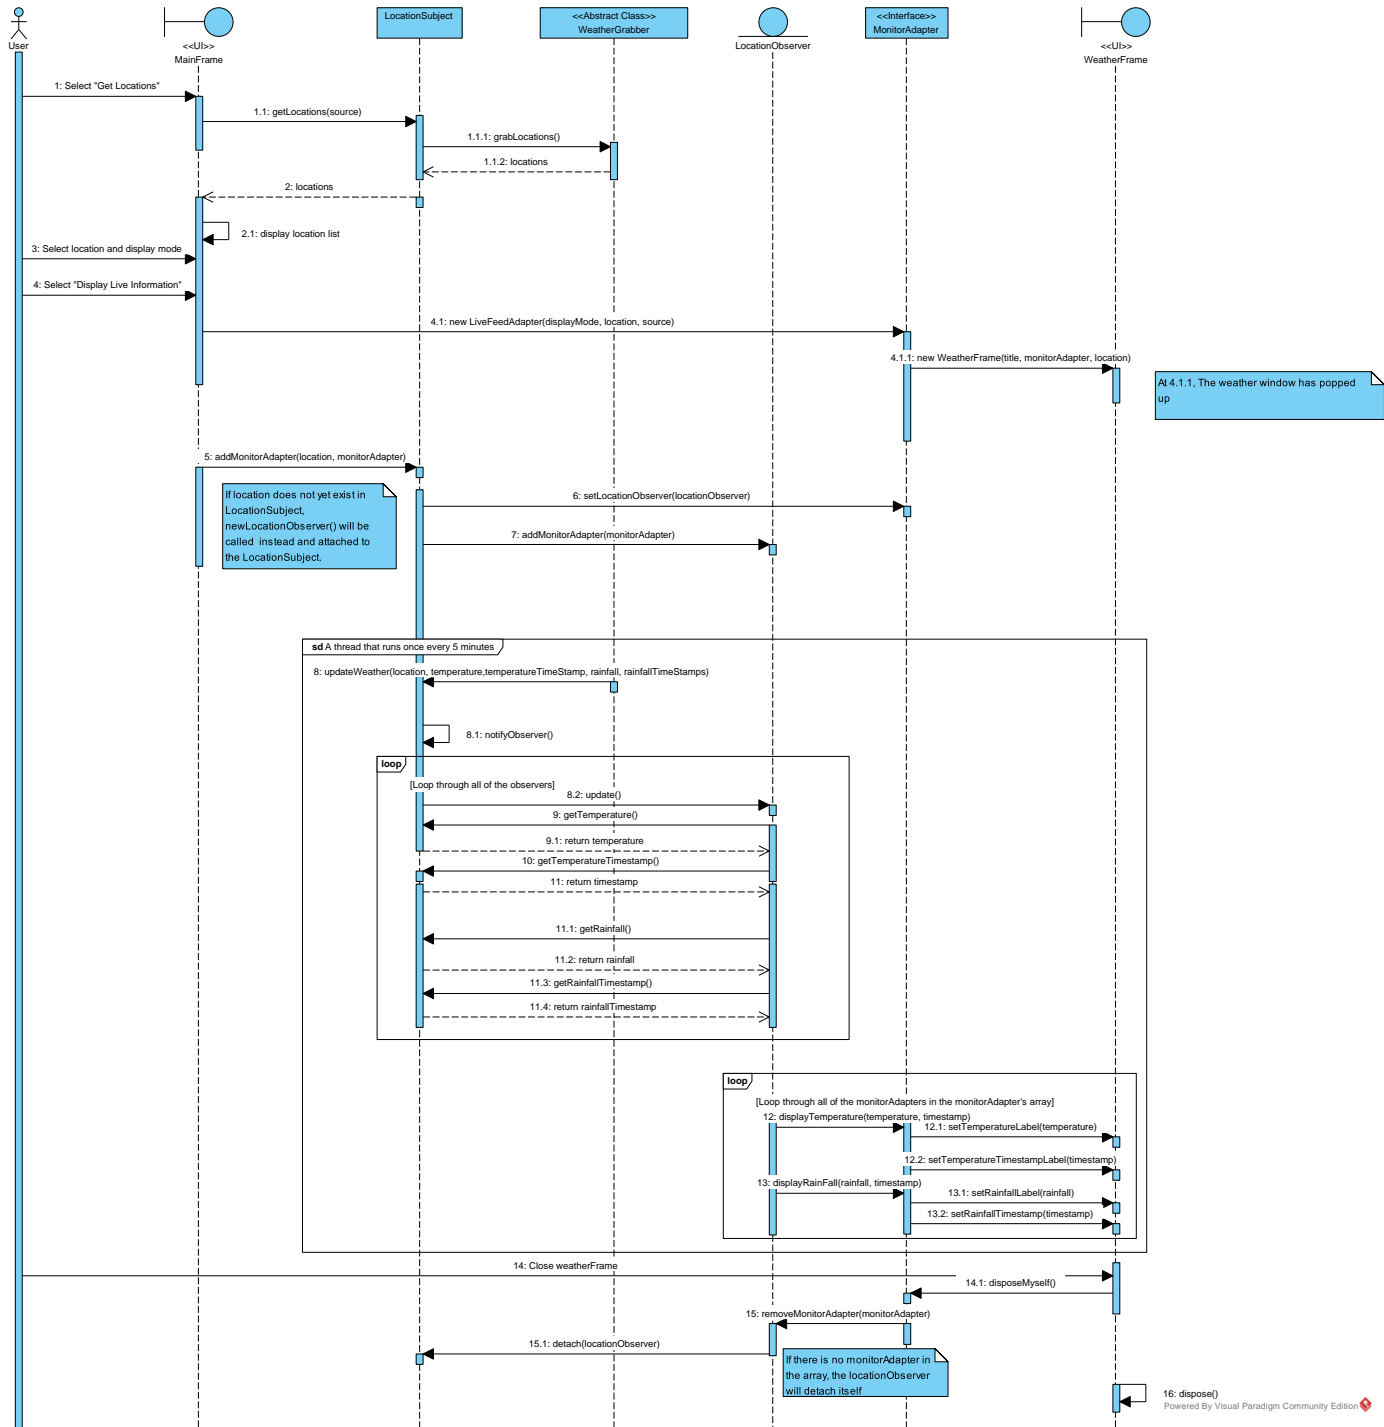 User
<<UI>>
MainFrame
LocationSubject
<<Abstract Class>>
WeatherGrabber
LocationObserver
<<Interface>>
MonitorAdapter
<<UI>>
WeatherFrame
1: Select "Get Locations"
1.1: getLocations(source)
1.1.1: grabLocations()
1.1.2: locations
2: locations
2.1: display location list
3: Select location and display mode
4: Select "Display Live Information"
4.1: new LiveFeedAdapter(displayMode, location, source)
4.1.1: new WeatherFrame(title, monitorAdapter, location)
At 4.1.1, The weather window has popped
up
5: addMonitorAdapter(location, monitorAdapter)
If location does not yet exist in
LocationSubject,
newLocationObserver() will be
called instead and attached to
the LocationSubject.
6: setLocationObserver(locationObserver)
7: addMonitorAdapter(monitorAdapter)
sd A thread that runs once every 5 minutes
8: updateWeather(location, temperature,temperatureTimeStamp, rainfall, rainfallTimeStamps)
8.1: notifyObserver()
loop
[Loop through all of the observers]
8.2: update()
9: getTemperature()
9.1: return temperature
10: getTemperatureTimestamp()
11: return timestamp
11.1: getRainfall()
11.2: return rainfall
11.3: getRainfallTimestamp()
11.4: return rainfallTimestamp
loop
[Loop through all of the monitorAdapters in the monitorAdapter's array]
12: displayTemperature(temperature, timestamp)
12.1: setTemperatureLabel(temperature)
12.2: setTemperatureTimestampLabel(timestamp)
13: displayRainFall(rainfall, timestamp)
13.1: setRainfallLabel(rainfall)
13.2: setRainfallTimestamp(timestamp)
14: Close weatherFrame
14.1: disposeMyself()
15: removeMonitorAdapter(monitorAdapter)
15.1: detach(locationObserver)
If there is no monitorAdapter in
the array, the locationObserver
will detach itself
16: dispose()
Powered By Visual Paradigm Community Edition